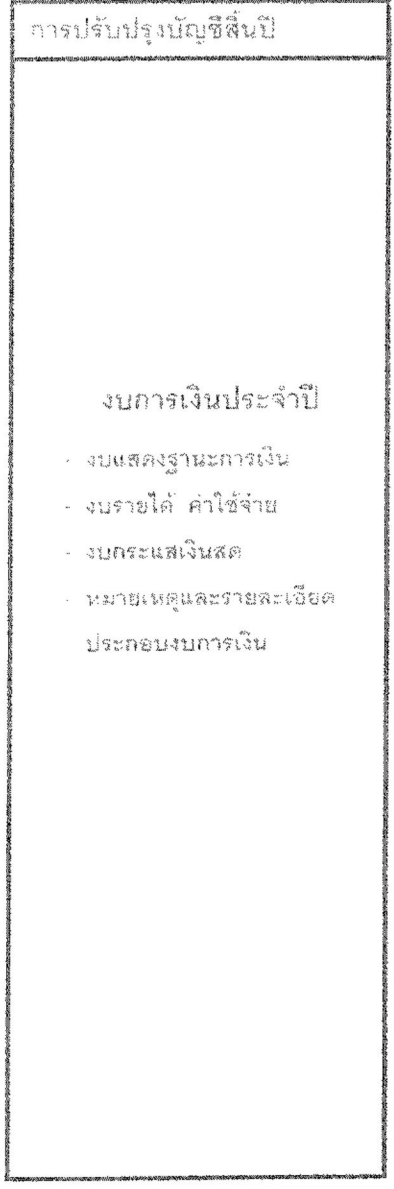 การปรับปรุงบัญชีสิ้นปี
งบการเงินประจำปี
- งบแสดงฐานะการเงิน
- งบรายได้ ค่าใช้จ่าย
- งบกระแสเงินสด
- หมายเหตุและรายละเอียด
ประกอบงบการเงิน